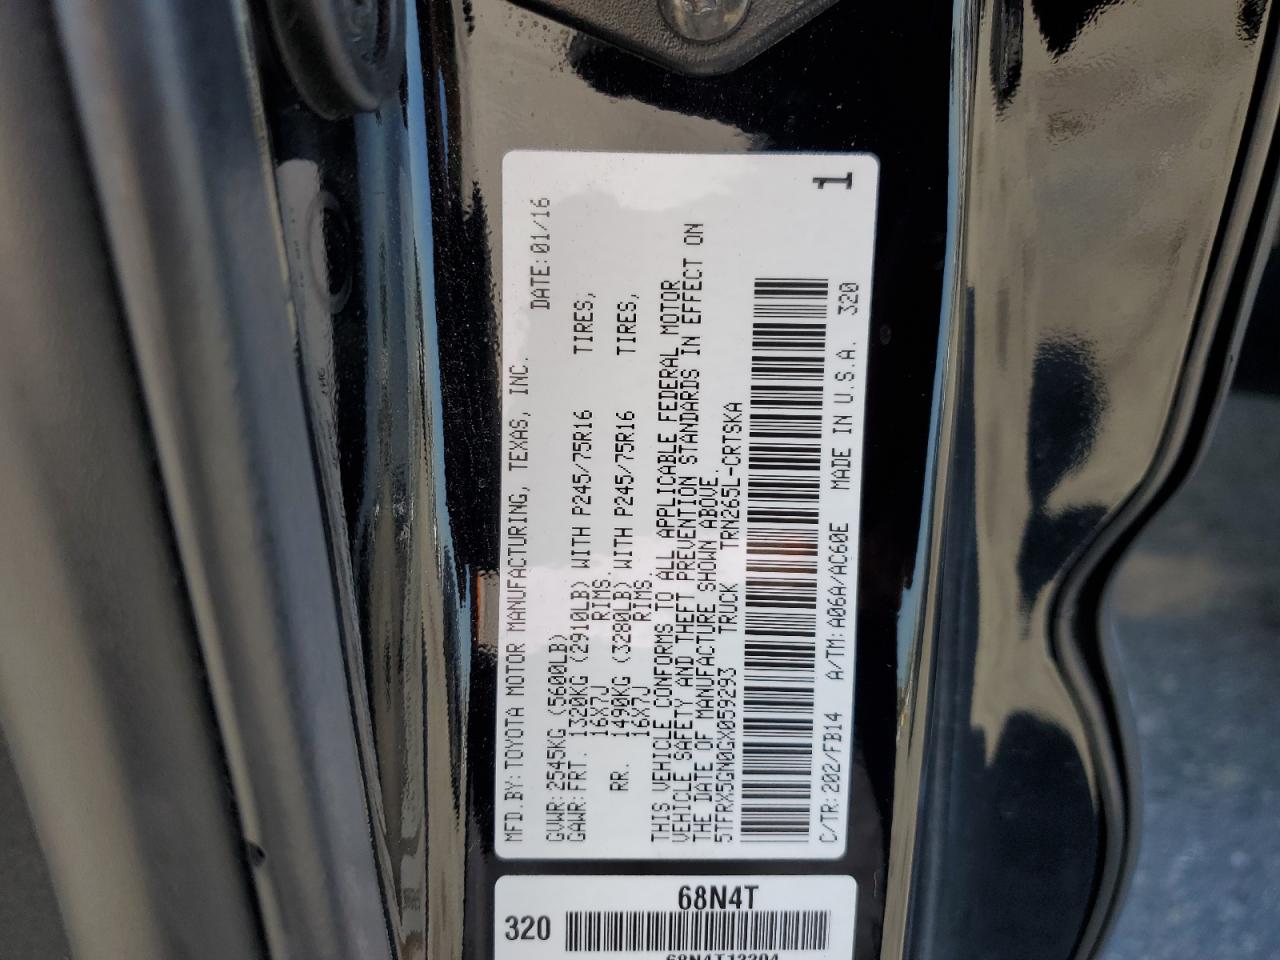 MFD.BY:TOYOTA MOTOR MANUFACTURING, TEXAS, INC.
DATE:01/16
GVWR:2545KG (5600LB)
GAWR:FRT. 1320KG (2910LB) WITH P245/75R16 TIRES,
16X7J RIMS
RR. 1490KG (3280LB) WITH P245/75R16 TIRES,
16X7J RIMS
THIS VEHICLE CONFORMS TO ALL APPLICABLE FEDERAL MOTOR
VEHICLE SAFETY AND THEFT PREVENTION STANDARDS IN EFFECT ON
THE DATE OF MANUFACTURE SHOWN ABOVE.
5TFRX5GN0GX059293 TRUCK TRN265L-CRTSKA
C/TR:202/FB14 A/TM:A06A/AC60E MADE IN U.S.A. 320
1
68N4T
320